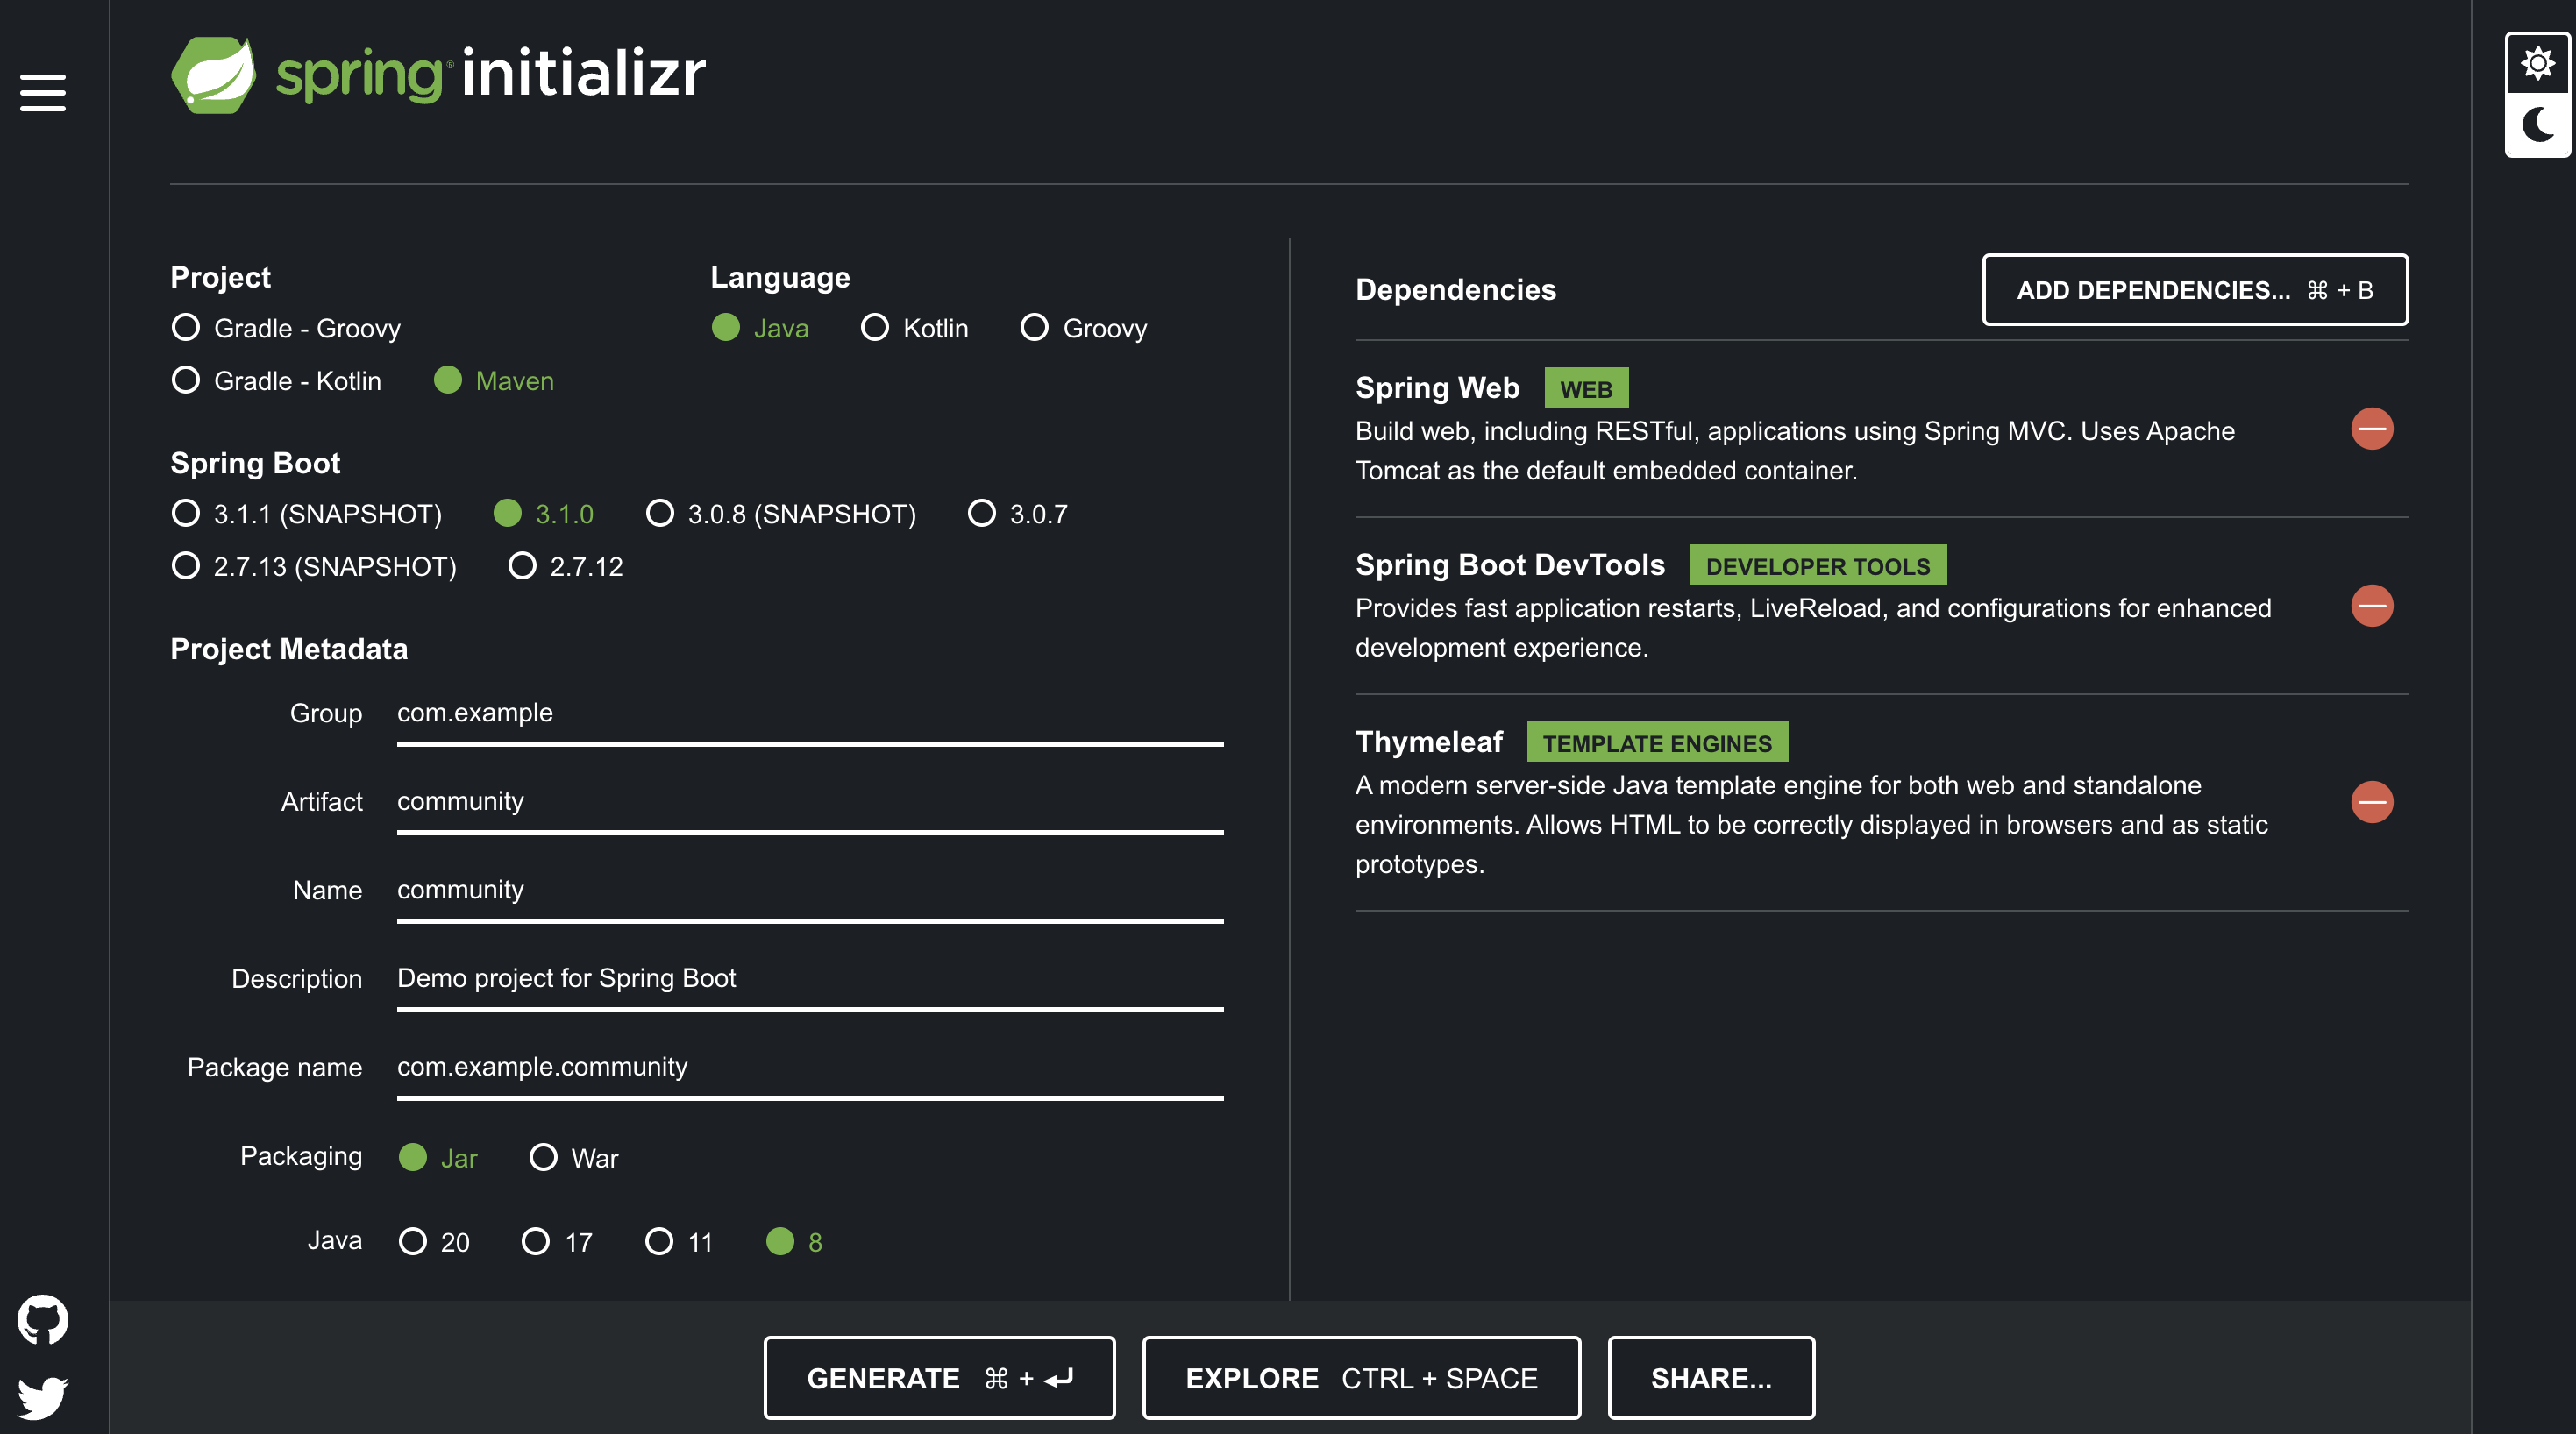 spring initializr
Project
Gradle - Groovy
Gradle - Kotlin Maven
Language
Java Kotlin Groovy
Spring Boot
3.1.1 (SNAPSHOT) 3.1.0 3.0.8 (SNAPSHOT) 3.0.7
2.7.13 (SNAPSHOT) 2.7.12
Project Metadata
Group com.example
Artifact community
Name community
Description Demo project for Spring Boot
Package name com.example.community
Packaging Jar War
Java 20 17 11 8
Dependencies
ADD DEPENDENCIES... ⌘ + B
Spring Web WEB
Build web, including RESTful, applications using Spring MVC. Uses Apache
Tomcat as the default embedded container.
Spring Boot DevTools DEVELOPER TOOLS
Provides fast application restarts, LiveReload, and configurations for enhanced
development experience.
Thymeleaf TEMPLATE ENGINES
A modern server-side Java template engine for both web and standalone
environments. Allows HTML to be correctly displayed in browsers and as static
prototypes.
GENERATE ⌘ + ⏎
EXPLORE CTRL + SPACE
SHARE...